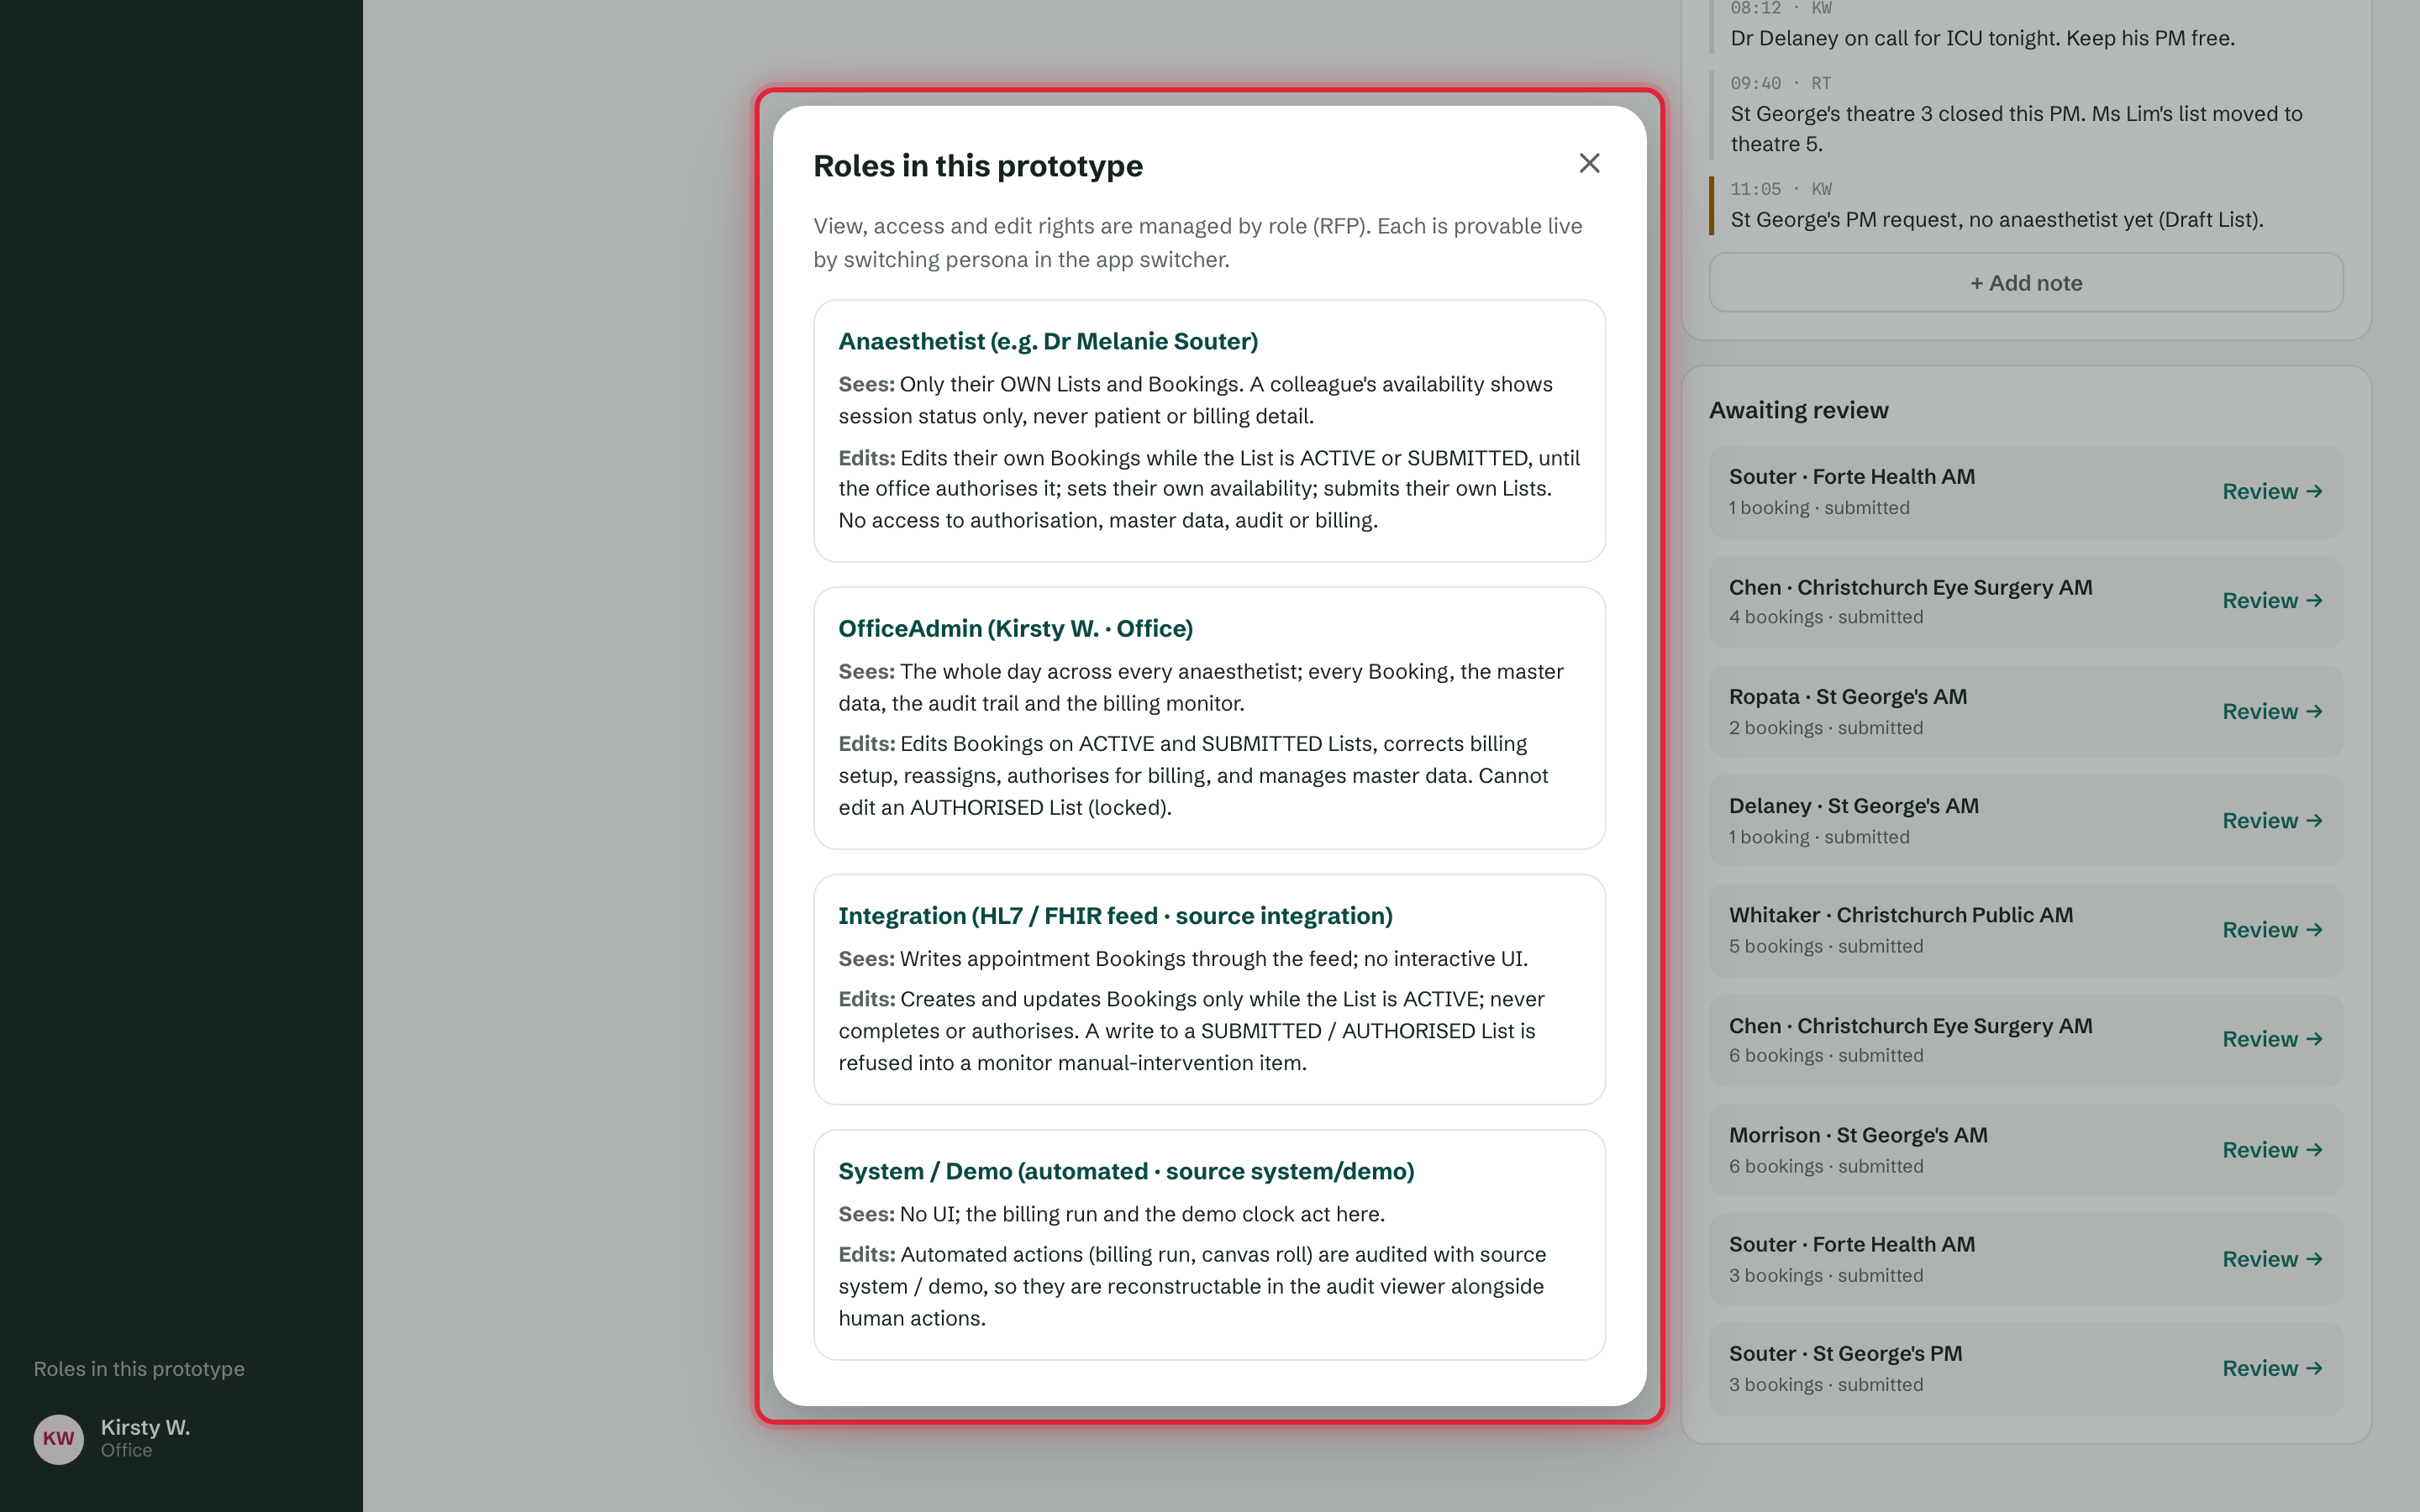 Roles in this prototype
KW
Kirsty W.
Office
Roles in this prototype
View, access and edit rights are managed by role (RFP). Each is provable live
by switching persona in the app switcher.
Anaesthetist (e.g. Dr Melanie Souter)
Sees: Only their OWN Lists and Bookings. A colleague's availability shows
session status only, never patient or billing detail.
Edits: Edits their own Bookings while the List is ACTIVE or SUBMITTED, until
the office authorises it; sets their own availability; submits their own Lists.
No access to authorisation, master data, audit or billing.
OfficeAdmin (Kirsty W. · Office)
Sees: The whole day across every anaesthetist; every Booking, the master
data, the audit trail and the billing monitor.
Edits: Edits Bookings on ACTIVE and SUBMITTED Lists, corrects billing
setup, reassigns, authorises for billing, and manages master data. Cannot
edit an AUTHORISED List (locked).
Integration (HL7 / FHIR feed · source integration)
Sees: Writes appointment Bookings through the feed; no interactive UI.
Edits: Creates and updates Bookings only while the List is ACTIVE; never
completes or authorises. A write to a SUBMITTED / AUTHORISED List is
refused into a monitor manual-intervention item.
System / Demo (automated · source system/demo)
Sees: No UI; the billing run and the demo clock act here.
Edits: Automated actions (billing run, canvas roll) are audited with source
system / demo, so they are reconstructable in the audit viewer alongside
human actions.
08:12 · KW
Dr Delaney on call for ICU tonight. Keep his PM free.
09:40 · RT
St George's theatre 3 closed this PM. Ms Lim's list moved to
theatre 5.
11:05 · KW
St George's PM request, no anaesthetist yet (Draft List).
+ Add note
Awaiting review
Souter · Forte Health AM
1 booking · submitted
Review →
Chen · Christchurch Eye Surgery AM
4 bookings · submitted
Review →
Ropata · St George's AM
2 bookings · submitted
Review →
Delaney · St George's AM
1 booking · submitted
Review →
Whitaker · Christchurch Public AM
5 bookings · submitted
Review →
Chen · Christchurch Eye Surgery AM
6 bookings · submitted
Review →
Morrison · St George's AM
6 bookings · submitted
Review →
Souter · Forte Health AM
3 bookings · submitted
Review →
Souter · St George's PM
3 bookings · submitted
Review →